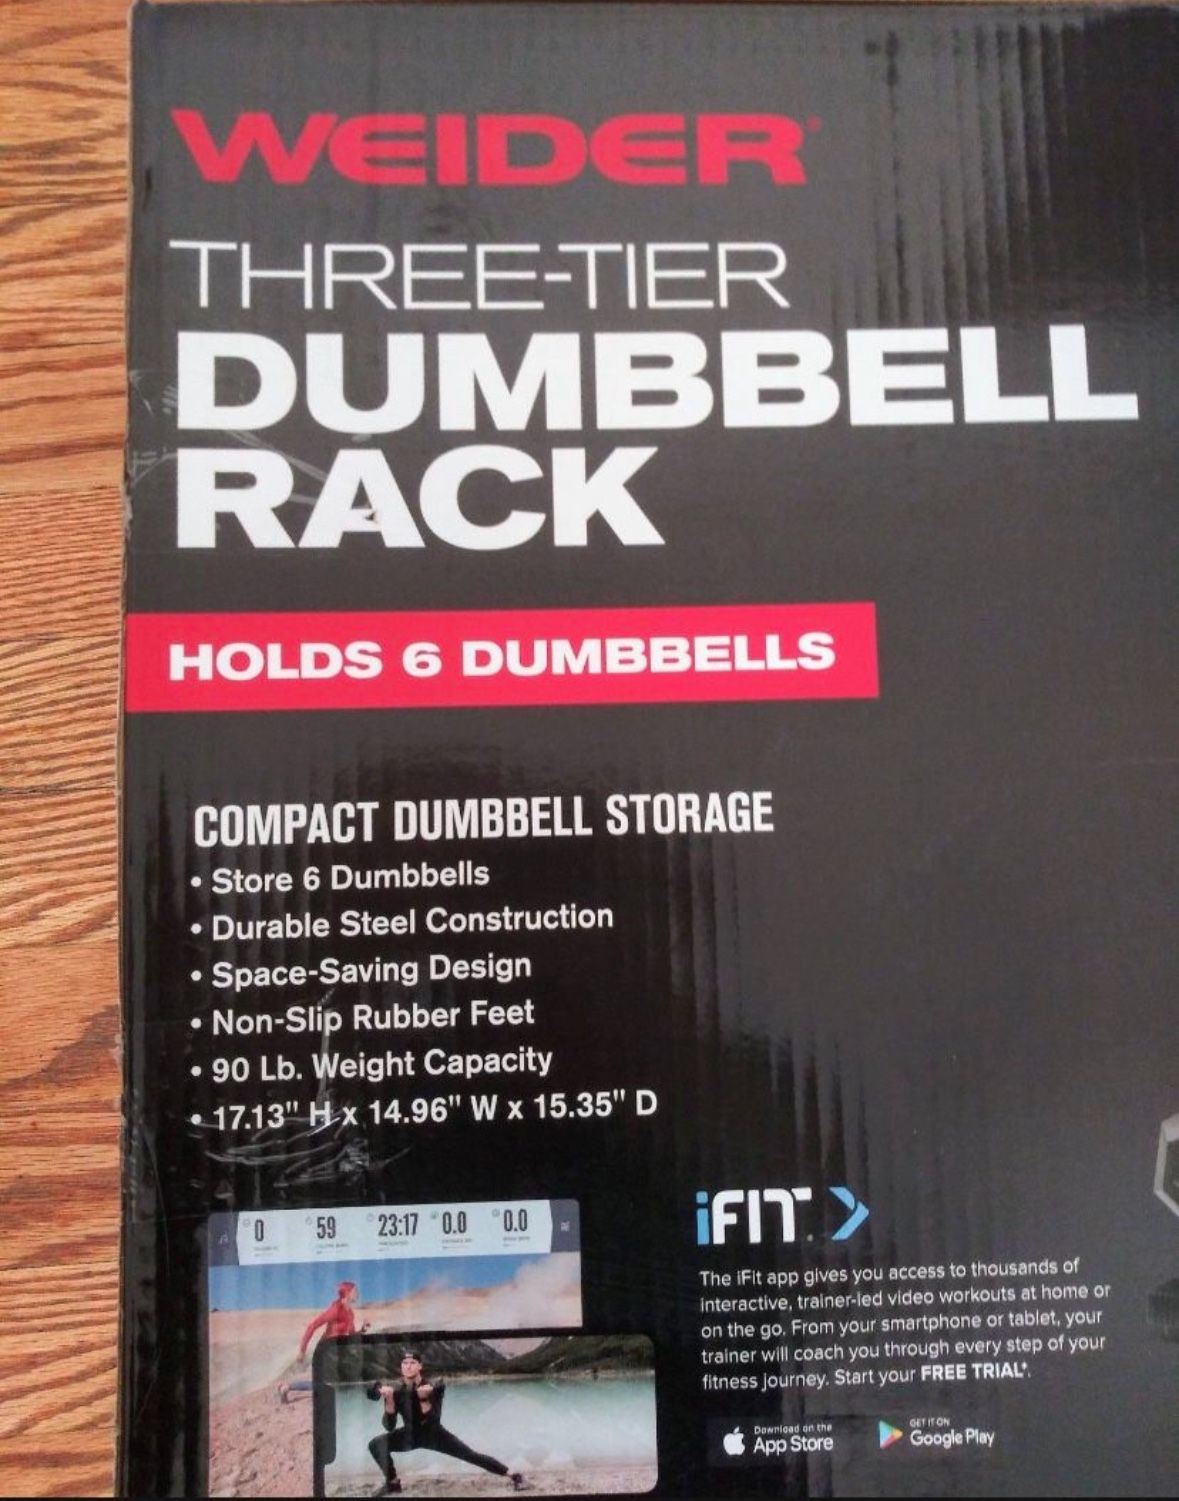 WEIDER
THREE-TIER
DUMBBELL
RACK
HOLDS 6 DUMBBELLS
COMPACT DUMBBELL STORAGE
• Store 6 Dumbbells
• Durable Steel Construction
• Space-Saving Design
• Non-Slip Rubber Feet
• 90 Lb. Weight Capacity
• 17.13" H x 14.96" W x 15.35" D
0 59 23:17 0.0 0.0
iFIT
The iFit app gives you access to thousands of
interactive, trainer-led video workouts at home or
on the go. From your smartphone or tablet, your
trainer will coach you through every step of your
fitness journey. Start your FREE TRIAL*.
Download on the
App Store
GET IT ON
Google Play